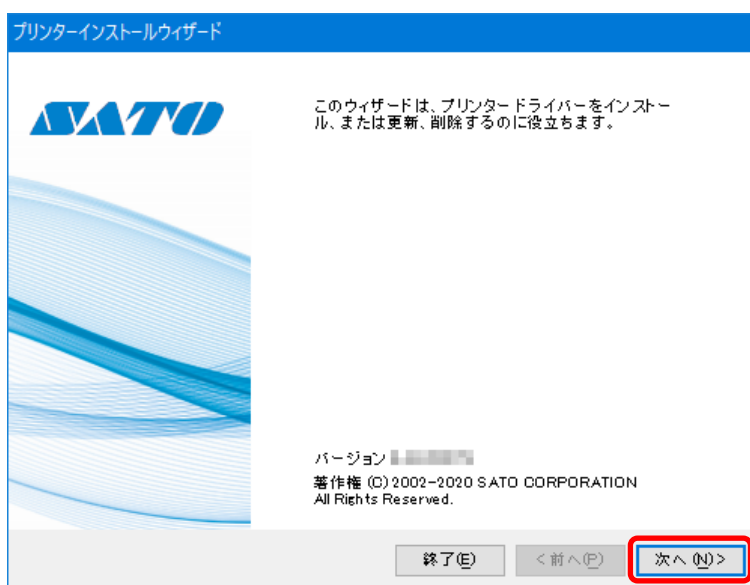 プリンターインストールウィザード
SATO
このウィザードは、プリンタードライバーをインストー
ル、または更新、削除するのに役立ちます。
バージョン
著作権 (C) 2002-2020 SATO CORPORATION
All Rights Reserved.
終了(E)
<前へ(P)
次へ(N)>